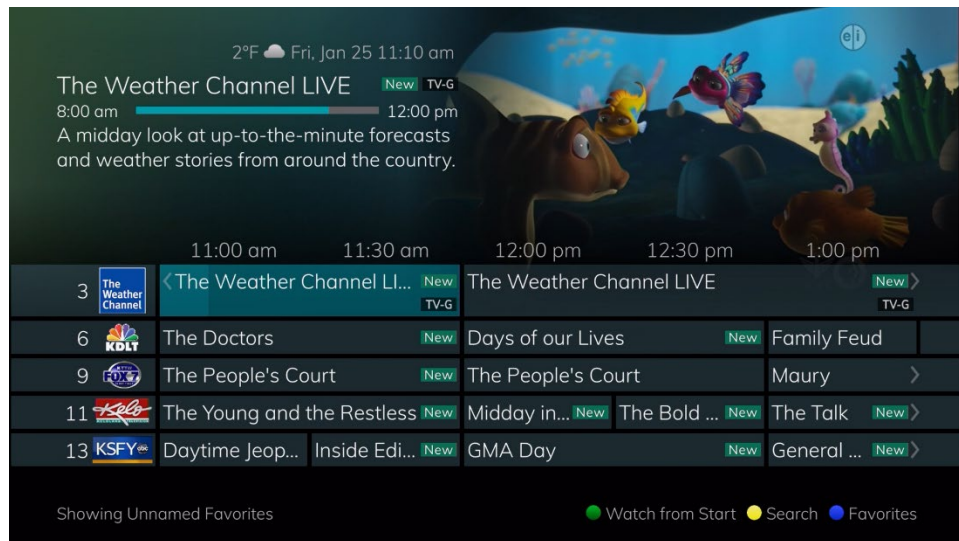 2°F Fri, Jan 25 11:10 am
The Weather Channel LIVE New TV-G
8:00 am 12:00 pm
A midday look at up-to-the-minute forecasts
and weather stories from around the country.
eli
11:00 am 11:30 am 12:00 pm 12:30 pm 1:00 pm
3 The Weather Channel <The Weather Channel LI... New TV-G The Weather Channel LIVE New > TV-G
6 KDLT The Doctors New Days of our Lives New Family Feud
9 FOX 7 The People's Court New The People's Court Maury >
11 Kelo The Young and the Restless New Midday in... New The Bold ... New The Talk New >
13 KSFY abc Daytime Jeop... Inside Edi... New GMA Day New General ... New >
Showing Unnamed Favorites Watch from Start Search Favorites